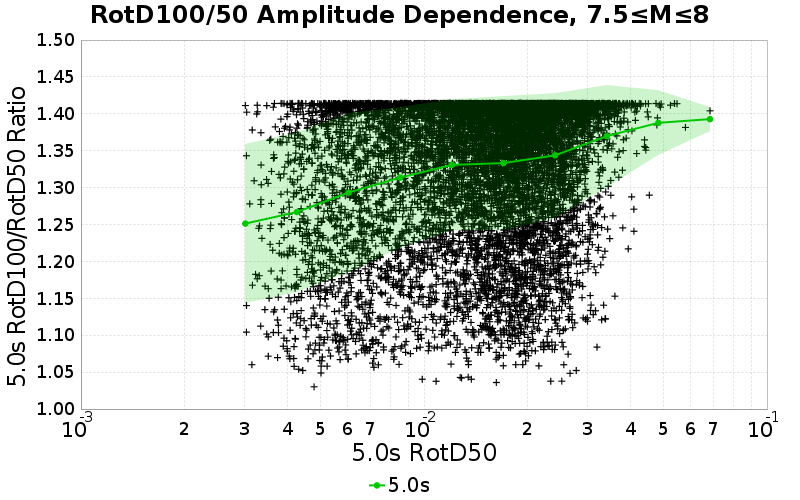 RotD100/50 Amplitude Dependence, 7.5≤M≤8
5.0s RotD100/RotD50 Ratio
1.50
1.45
1.40
1.35
1.30
1.25
1.20
1.15
1.10
1.05
1.00
10^-3 2 3 4 5 6 7 10^-2 2 3 4 5 6 7 10^-1
5.0s RotD50
5.0s